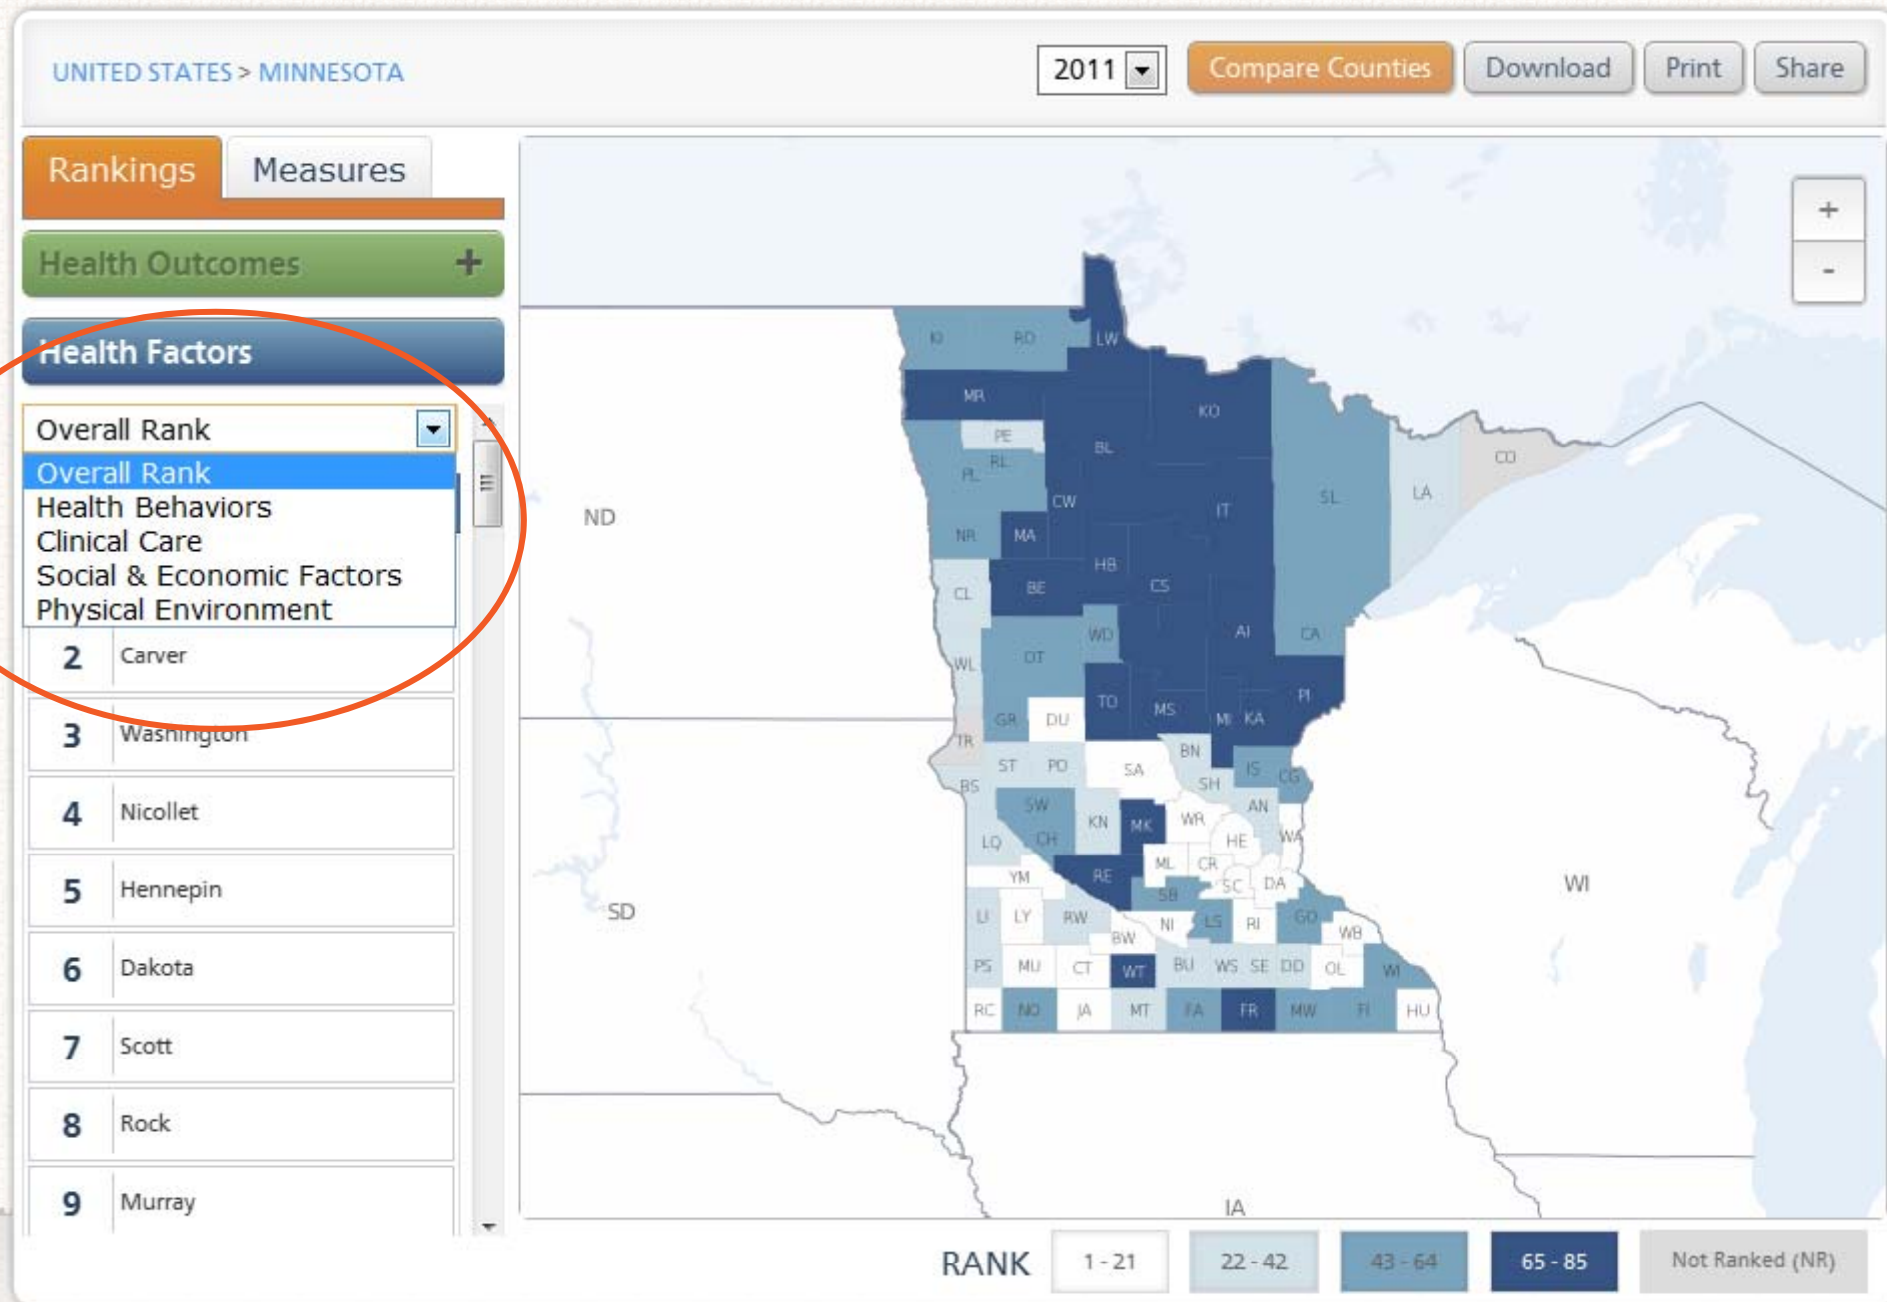 UNITED STATES > MINNESOTA
2011
Compare Counties
Download
Print
Share
Rankings
Measures
Health Outcomes +
Health Factors
Overall Rank
Overall Rank
Health Behaviors
Clinical Care
Social & Economic Factors
Physical Environment
2 Carver
3 Washington
4 Nicollet
5 Hennepin
6 Dakota
7 Scott
8 Rock
9 Murray
+
-
KI RO LW
MR KO
PE BL
PL RL
CW IT SL LA CO
ND
NR MA
HB
CL BE CS
WD AI CA
WL OT
TO MS MI KA PI
GR DU
TR
ST PO SA BN
BS SH IS CG
SW KN MK WR AN
LQ CH HE WA
YM RE ML CR
SB SC DA
WI
SD
LI LY RW NI LS RI GO
BW WB
PS MU CT WT BU WS SE DD OL WI
RC NO JA MT FA FR MW FI HU
IA
RANK
1 - 21
22 - 42
43 - 64
65 - 85
Not Ranked (NR)